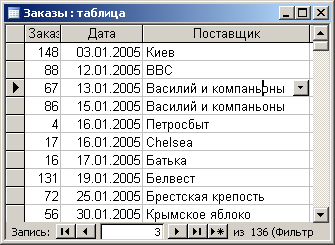 Заказы : таблица
Заказ Дата Поставщик
148 03.01.2005 Киев
88 12.01.2005 BBC
67 13.01.2005 Василий и компаньоны
86 15.01.2005 Василий и компаньоны
4 16.01.2005 Петросбыт
17 16.01.2005 Chelsea
16 17.01.2005 Батька
131 19.01.2005 Белвест
72 25.01.2005 Брестская крепость
56 30.01.2005 Крымское яблоко
Запись: 3 из 136 (Фильтр